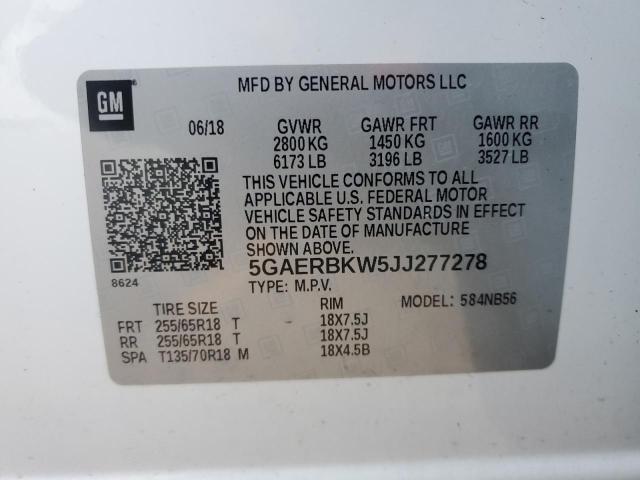 GM
MFD BY GENERAL MOTORS LLC
06/18 GVWR GAWR FRT GAWR RR
2800 KG 1450 KG 1600 KG
6173 LB 3196 LB 3527 LB
THIS VEHICLE CONFORMS TO ALL
APPLICABLE U.S. FEDERAL MOTOR
VEHICLE SAFETY STANDARDS IN EFFECT
ON THE DATE OF MANUFACTURE
SHOWN ABOVE.
5GAERBKW5JJ277278
8624
TYPE: M.P.V.
MODEL: 584NB56
TIRE SIZE RIM
FRT 255/65R18 T 18X7.5J
RR 255/65R18 T 18X7.5J
SPA T135/70R18 M 18X4.5B